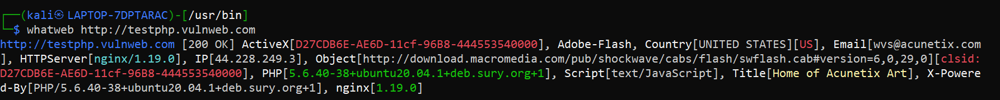 ┌──(kali㉿LAPTOP-7DPTARAC)-[/usr/bin]
└─$ whatweb http://testphp.vulnweb.com
http://testphp.vulnweb.com [200 OK] ActiveX[D27CDB6E-AE6D-11cf-96B8-444553540000], Adobe-Flash, Country[UNITED STATES][US], Email[wvs@acunetix.com
], HTTPServer[nginx/1.19.0], IP[44.228.249.3], Object[http://download.macromedia.com/pub/shockwave/cabs/flash/swflash.cab#version=6,0,29,0][clsid:
D27CDB6E-AE6D-11cf-96B8-444553540000], PHP[5.6.40-38+ubuntu20.04.1+deb.sury.org+1], Script[text/JavaScript], Title[Home of Acunetix Art], X-Powere
d-By[PHP/5.6.40-38+ubuntu20.04.1+deb.sury.org+1], nginx[1.19.0]